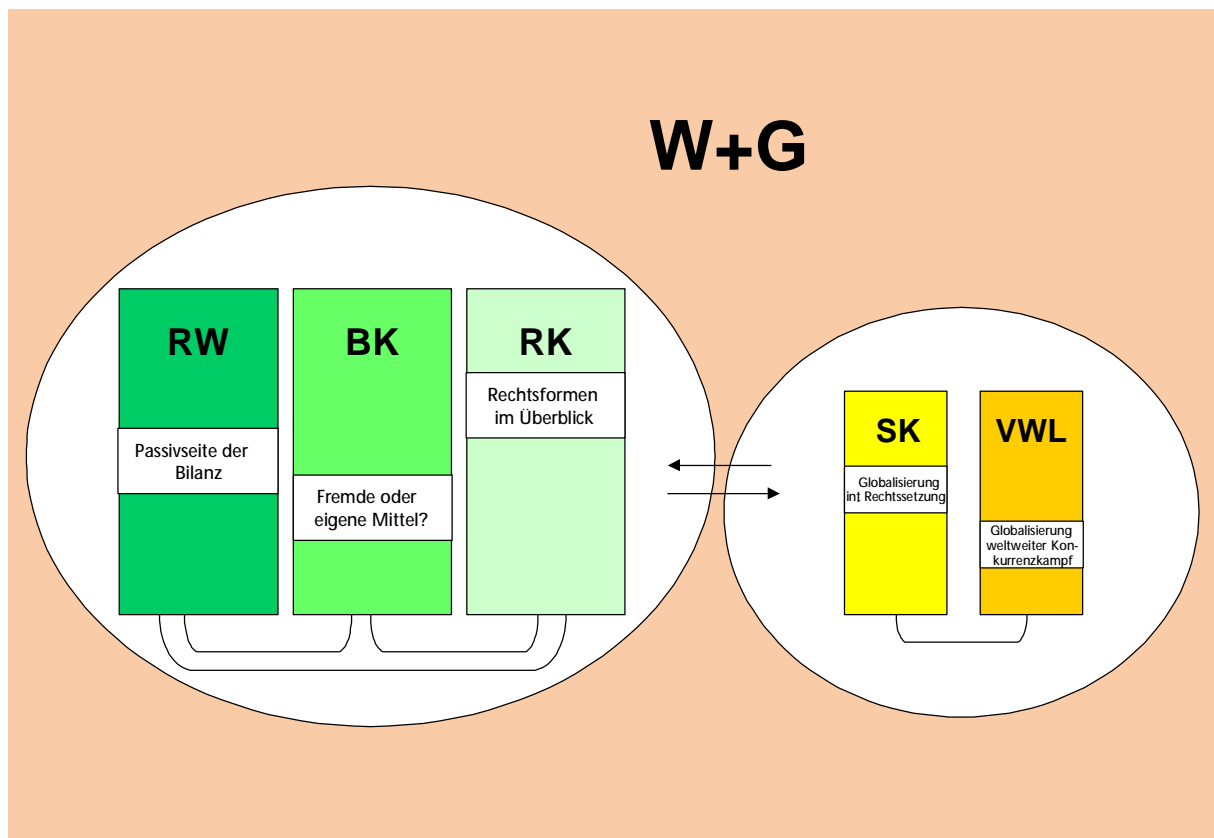 W+G
RW
BK
RK
Rechtsformen
im Überblick
Passivseite der
Bilanz
Fremde oder
eigene Mittel?
SK
VWL
Globalisierung
int. Rechtssetzung
Globalisierung
weltweiter Kon-
kurrenzkampf